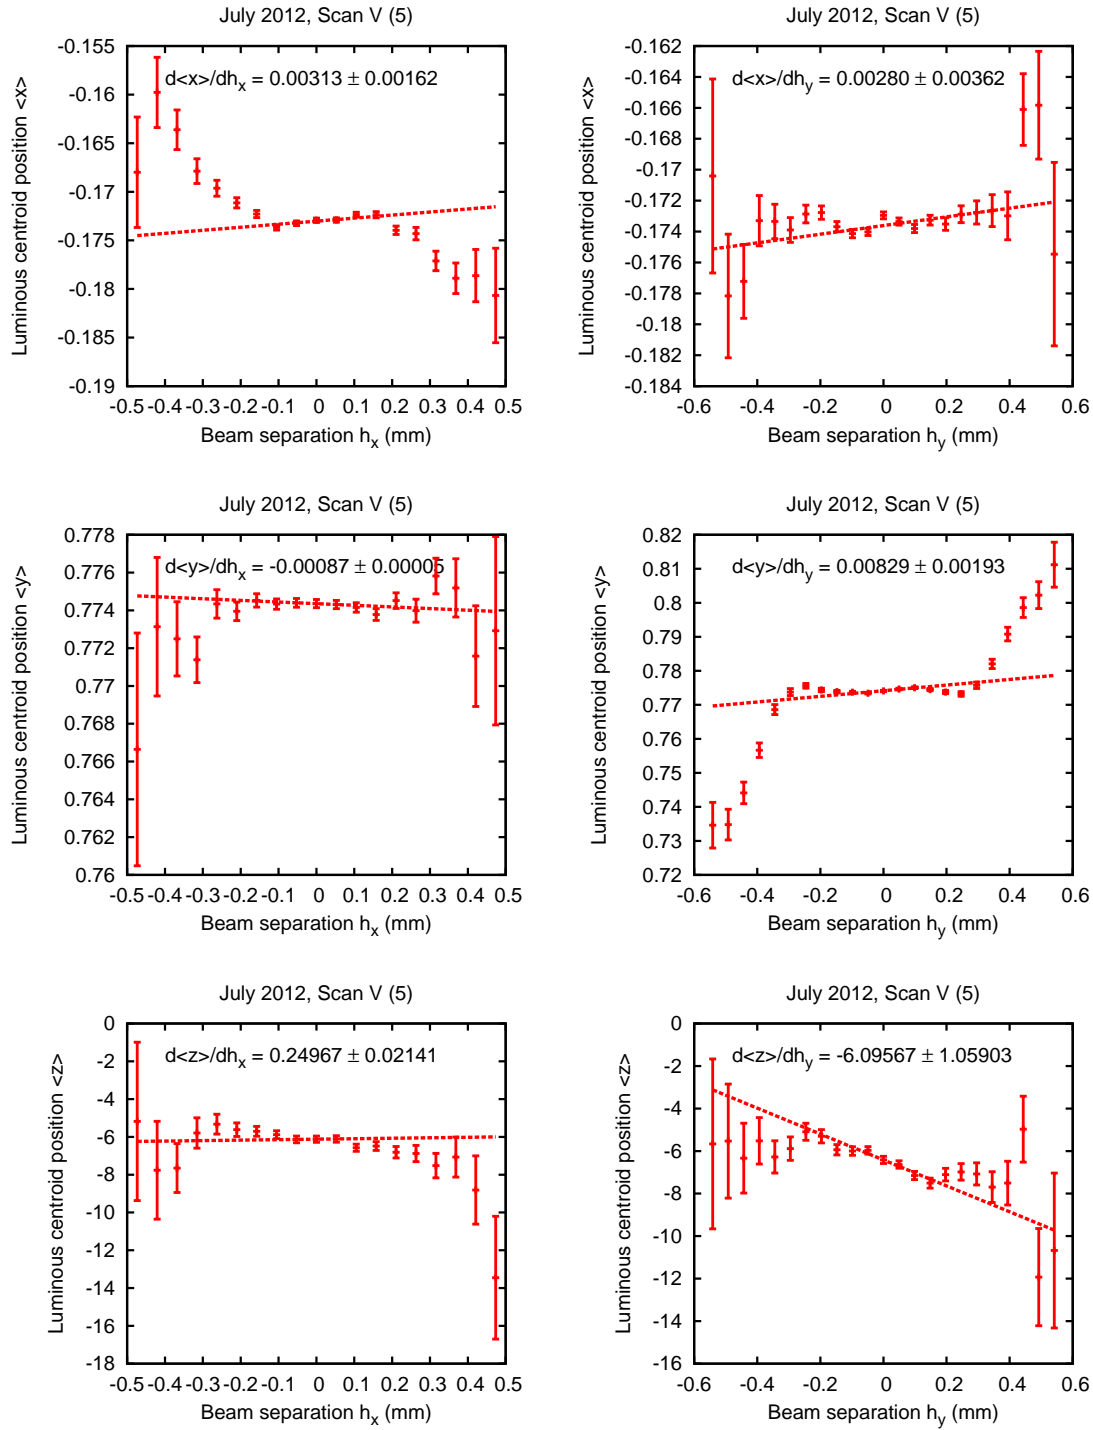 July 2012, Scan V (5)
Luminous centroid position <x>
d<x>/dh_x = 0.00313 ± 0.00162
-0.155
-0.16
-0.165
-0.17
-0.175
-0.18
-0.185
-0.19
-0.5 -0.4 -0.3 -0.2 -0.1 0 0.1 0.2 0.3 0.4 0.5
Beam separation h_x (mm)
July 2012, Scan V (5)
Luminous centroid position <x>
d<x>/dh_y = 0.00280 ± 0.00362
-0.162
-0.164
-0.166
-0.168
-0.17
-0.172
-0.174
-0.176
-0.178
-0.18
-0.182
-0.184
-0.6 -0.4 -0.2 0 0.2 0.4 0.6
Beam separation h_y (mm)
July 2012, Scan V (5)
Luminous centroid position <y>
d<y>/dh_x = -0.00087 ± 0.00005
0.778
0.776
0.774
0.772
0.77
0.768
0.766
0.764
0.762
0.76
-0.5 -0.4 -0.3 -0.2 -0.1 0 0.1 0.2 0.3 0.4 0.5
Beam separation h_x (mm)
July 2012, Scan V (5)
Luminous centroid position <y>
d<y>/dh_y = 0.00829 ± 0.00193
0.82
0.81
0.8
0.79
0.78
0.77
0.76
0.75
0.74
0.73
0.72
-0.6 -0.4 -0.2 0 0.2 0.4 0.6
Beam separation h_y (mm)
July 2012, Scan V (5)
Luminous centroid position <z>
d<z>/dh_x = 0.24967 ± 0.02141
0
-2
-4
-6
-8
-10
-12
-14
-16
-18
-0.5 -0.4 -0.3 -0.2 -0.1 0 0.1 0.2 0.3 0.4 0.5
Beam separation h_x (mm)
July 2012, Scan V (5)
Luminous centroid position <z>
d<z>/dh_y = -6.09567 ± 1.05903
0
-2
-4
-6
-8
-10
-12
-14
-16
-0.6 -0.4 -0.2 0 0.2 0.4 0.6
Beam separation h_y (mm)